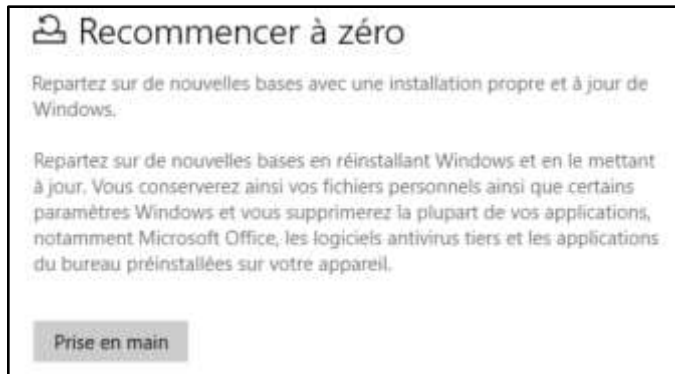 Recommencer à zéro
Repartez sur de nouvelles bases avec une installation propre et à jour de
Windows.
Repartez sur de nouvelles bases en réinstallant Windows et en le mettant
à jour. Vous conserverez ainsi vos fichiers personnels ainsi que certains
paramètres Windows et vous supprimerez la plupart de vos applications,
notamment Microsoft Office, les logiciels antivirus tiers et les applications
du bureau préinstallées sur votre appareil.
Prise en main